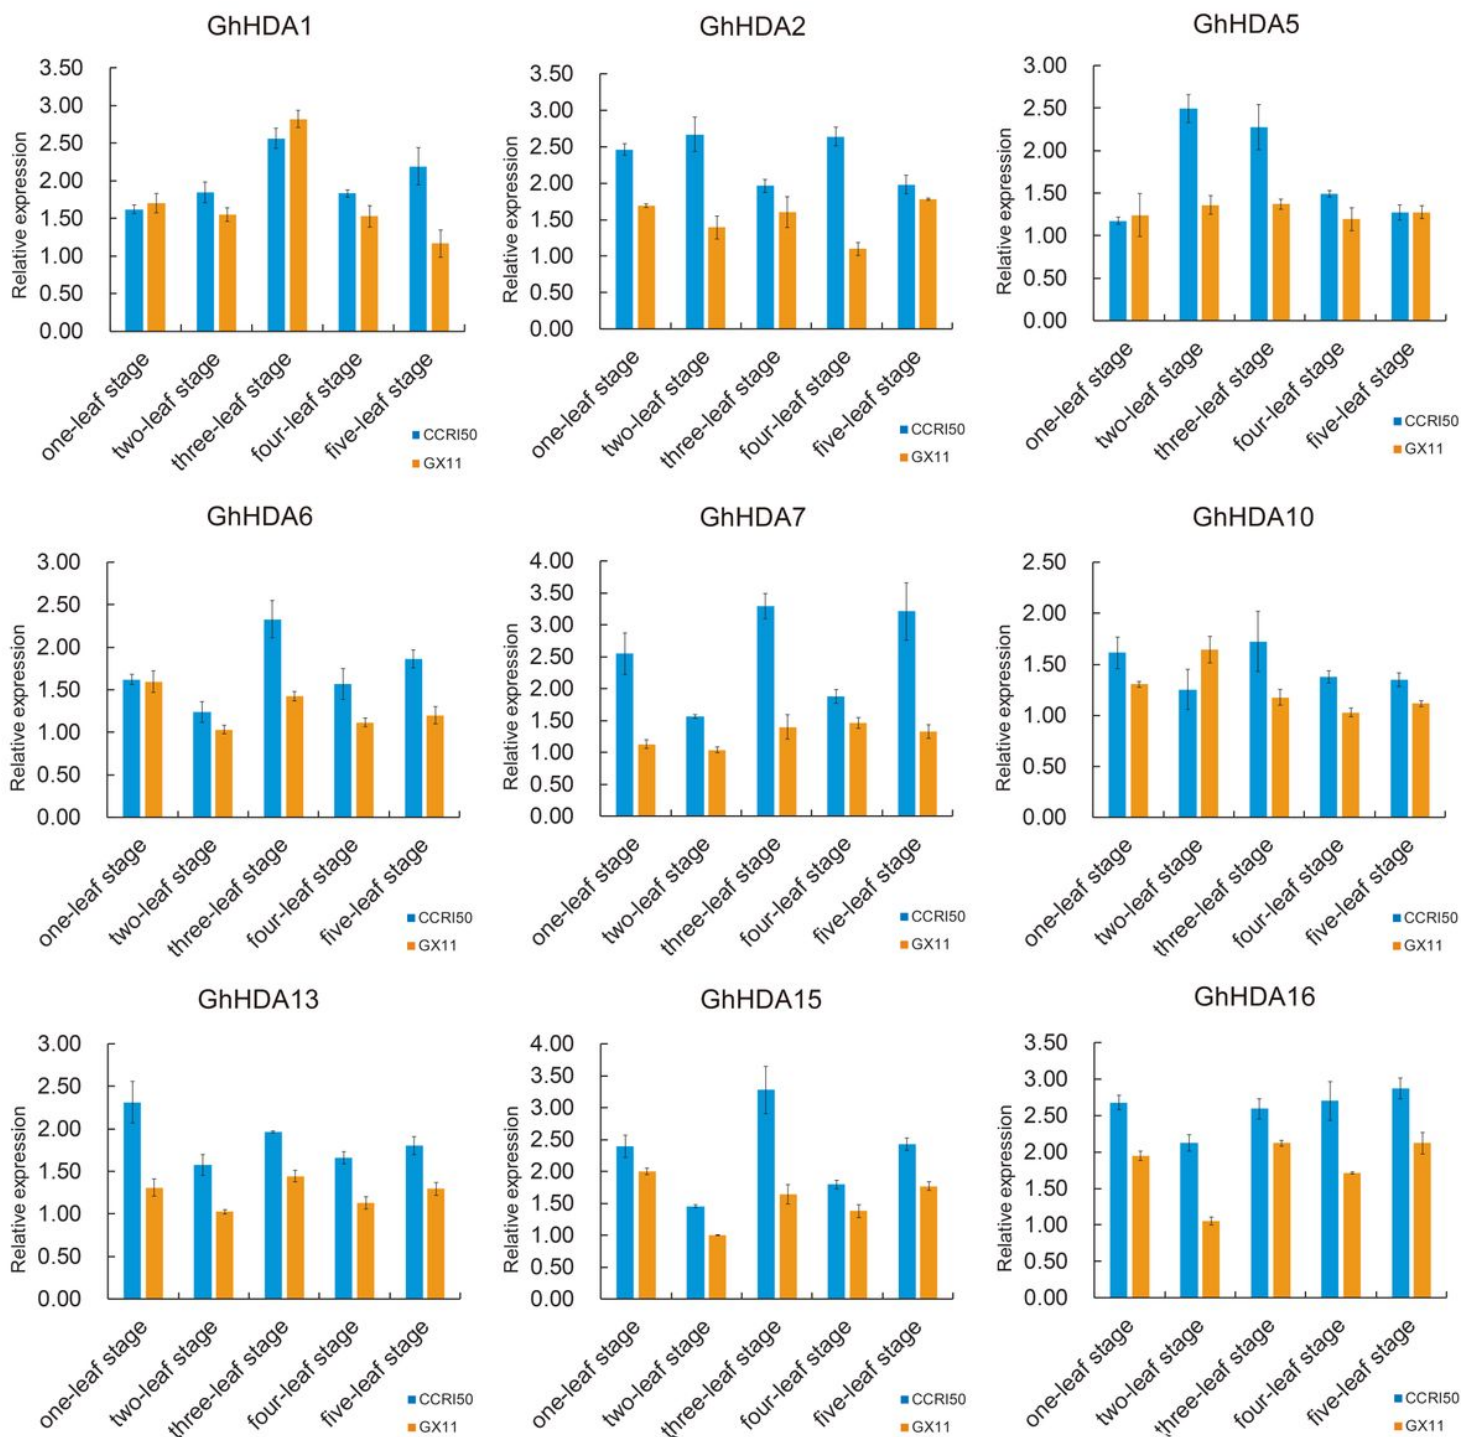 GhHDA1
Relative expression
3.50
3.00
2.50
2.00
1.50
1.00
0.50
0.00
one-leaf stage
two-leaf stage
three-leaf stage
four-leaf stage
five-leaf stage
CCRI50
GX11
GhHDA2
Relative expression
3.50
3.00
2.50
2.00
1.50
1.00
0.50
0.00
one-leaf stage
two-leaf stage
three-leaf stage
four-leaf stage
five-leaf stage
CCRI50
GX11
GhHDA5
Relative expression
3.00
2.50
2.00
1.50
1.00
0.50
0.00
one-leaf stage
two-leaf stage
three-leaf stage
four-leaf stage
five-leaf stage
CCRI50
GX11
GhHDA6
Relative expression
3.00
2.50
2.00
1.50
1.00
0.50
0.00
one-leaf stage
two-leaf stage
three-leaf stage
four-leaf stage
five-leaf stage
CCRI50
GX11
GhHDA7
Relative expression
4.00
3.50
3.00
2.50
2.00
1.50
1.00
0.50
0.00
one-leaf stage
two-leaf stage
three-leaf stage
four-leaf stage
five-leaf stage
CCRI50
GX11
GhHDA10
Relative expression
2.50
2.00
1.50
1.00
0.50
0.00
one-leaf stage
two-leaf stage
three-leaf stage
four-leaf stage
five-leaf stage
CCRI50
GX11
GhHDA13
Relative expression
3.00
2.50
2.00
1.50
1.00
0.50
0.00
one-leaf stage
two-leaf stage
three-leaf stage
four-leaf stage
five-leaf stage
CCRI50
GX11
GhHDA15
Relative expression
4.00
3.50
3.00
2.50
2.00
1.50
1.00
0.50
0.00
one-leaf stage
two-leaf stage
three-leaf stage
four-leaf stage
five-leaf stage
CCRI50
GX11
GhHDA16
Relative expression
3.50
3.00
2.50
2.00
1.50
1.00
0.50
0.00
one-leaf stage
two-leaf stage
three-leaf stage
four-leaf stage
five-leaf stage
CCRI50
GX11